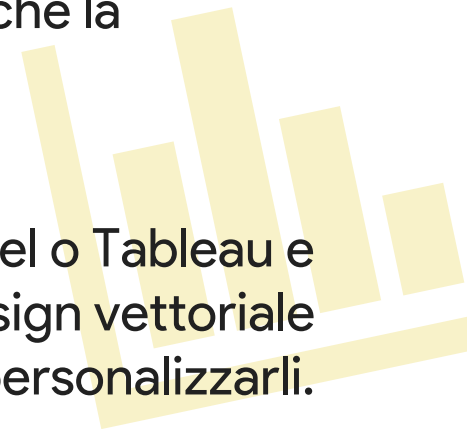 che la
el o Tableau e
sign vettoriale
personalizzarli.